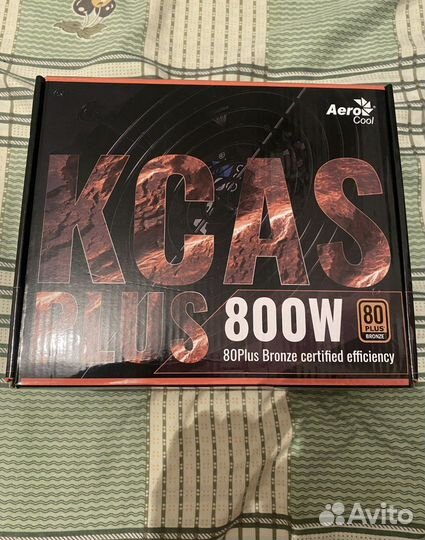 Aero
Cool
KCAS
PLUS 800W
80
PLUS
BRONZE
80Plus Bronze certified efficiency
Avito